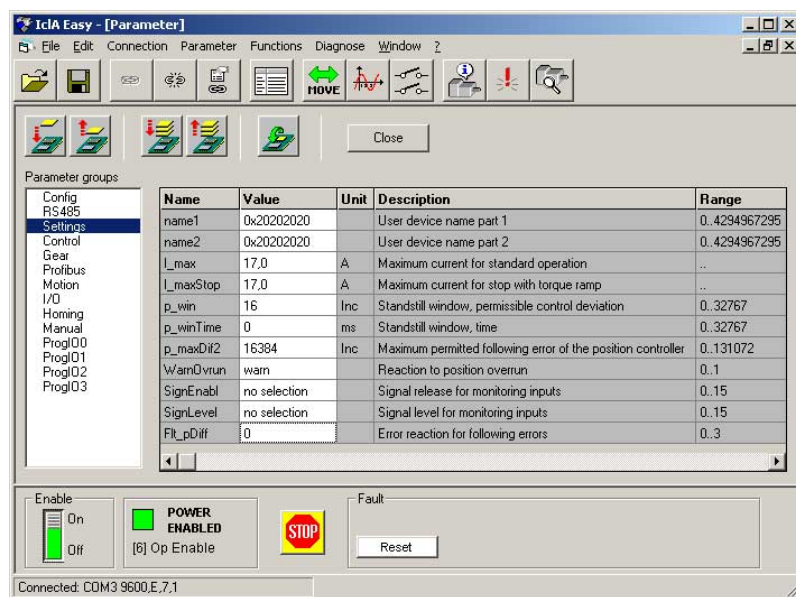 IclA Easy - [Parameter]
File Edit Connection Parameter Functions Diagnose Window ?
MOVE
Close
Parameter groups
Config
RS485
Settings
Control
Gear
Profibus
Motion
I/O
Homing
Manual
ProgIO0
ProgIO1
ProgIO2
ProgIO3
Name Value Unit Description Range
name1 0x20202020 User device name part 1 0..4294967295
name2 0x20202020 User device name part 2 0..4294967295
I_max 17,0 A Maximum current for standard operation ..
I_maxStop 17,0 A Maximum current for stop with torque ramp ..
p_win 16 Inc Standstill window, permissible control deviation 0..32767
p_winTime 0 ms Standstill window, time 0..32767
p_maxDif2 16384 Inc Maximum permitted following error of the position controller 0..131072
WarnOvrun warn Reaction to position overrun 0..1
SignEnabl no selection Signal release for monitoring inputs 0..15
SignLevel no selection Signal level for monitoring inputs 0..15
Flt_pDiff 0 Error reaction for following errors 0..3
Enable
On
Off
POWER
ENABLED
[6] Op Enable
STOP
Fault
Reset
Connected: COM3 9600,E,7,1